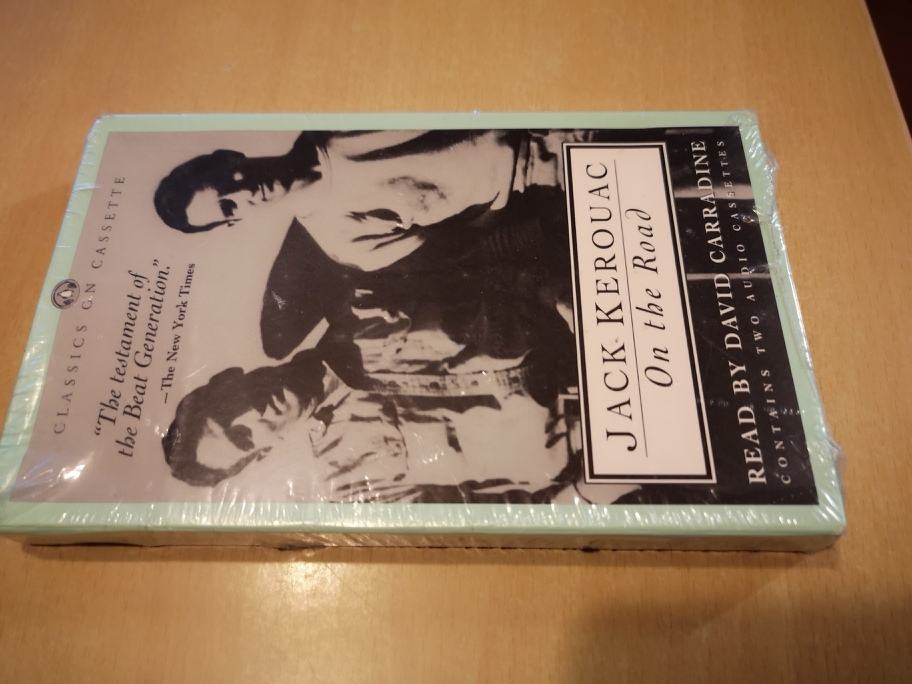 CLASSICS ON CASSETTE
“The testament of
the Beat Generation.”
—The New York Times
JACK KEROUAC
On the Road
READ BY DAVID CARRADINE
CONTAINS TWO AUDIO CASSETTES